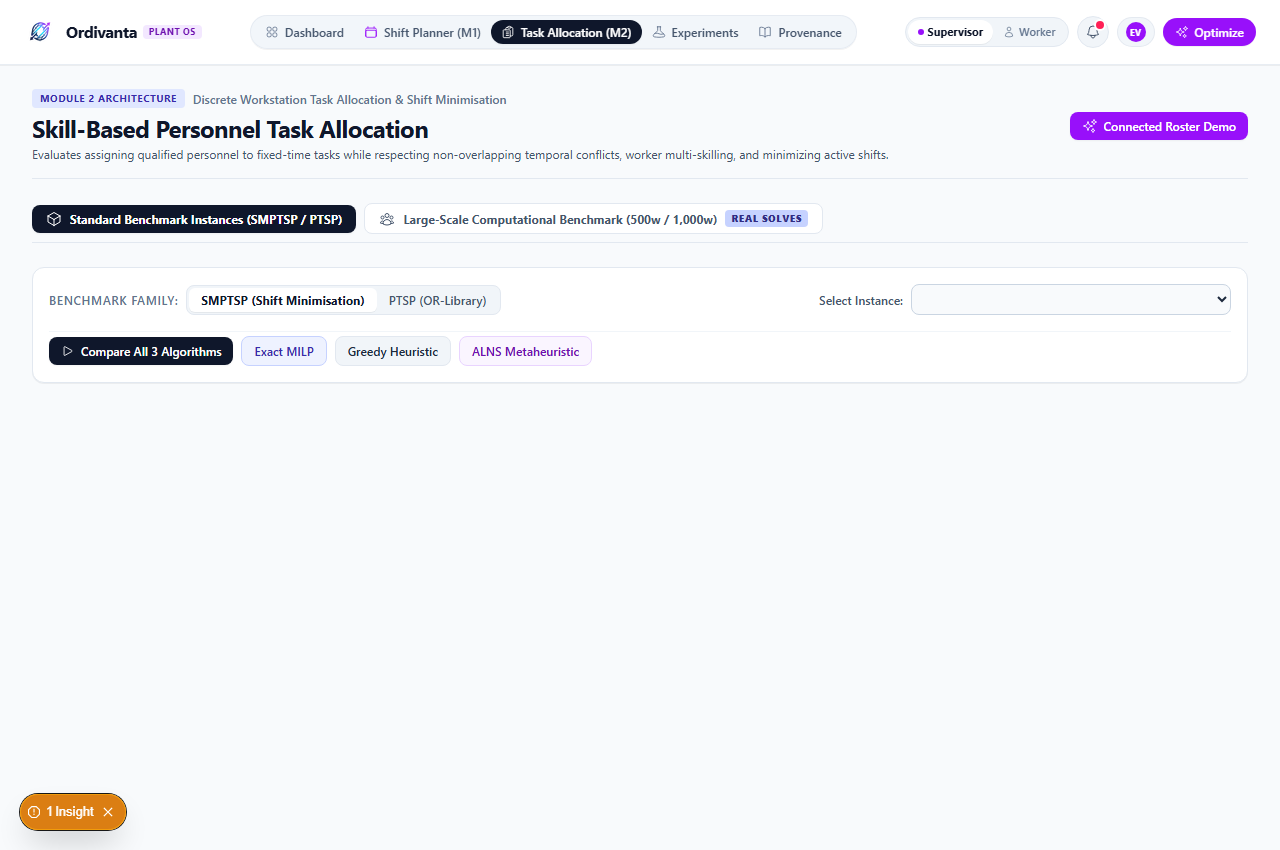 Ordivanta PLANT OS Dashboard Shift Planner (M1) Task Allocation (M2) Experiments Provenance Supervisor Worker EV Optimize
MODULE 2 ARCHITECTURE Discrete Workstation Task Allocation & Shift Minimisation
Skill-Based Personnel Task Allocation
Connected Roster Demo
Evaluates assigning qualified personnel to fixed-time tasks while respecting non-overlapping temporal conflicts, worker multi-skilling, and minimizing active shifts.
Standard Benchmark Instances (SMPTSP / PTSP) Large-Scale Computational Benchmark (500w / 1,000w) REAL SOLVES
BENCHMARK FAMILY: SMPTSP (Shift Minimisation) PTSP (OR-Library) Select Instance:
Compare All 3 Algorithms Exact MILP Greedy Heuristic ALNS Metaheuristic
1 Insight